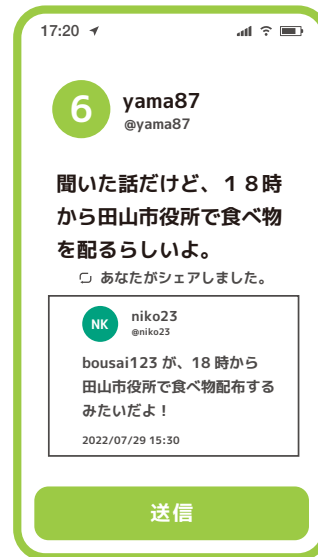 17:20
6
yama87
@yama87
聞いた話だけど、１８時
から田山市役所で食べ物
を配るらしいよ。
あなたがシェアしました。
NK
niko23
@niko23
bousai123 が、18 時から
田山市役所で食べ物配布する
みたいだよ！
2022/07/29 15:30
送信